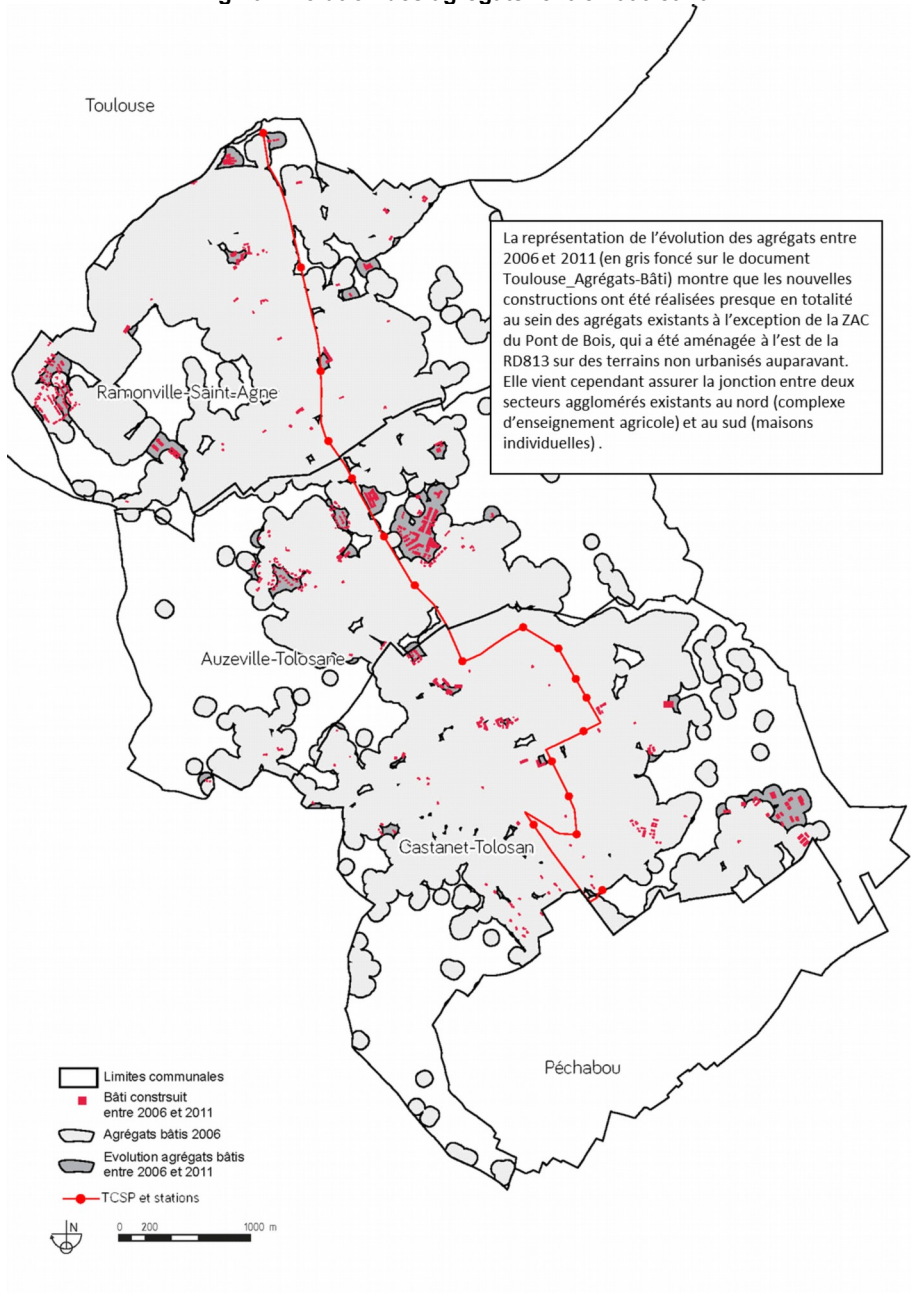 Toulouse
La représentation de l'évolution des agrégats entre
2006 et 2011 (en gris foncé sur le document
Toulouse_Agrégats-Bâti) montre que les nouvelles
constructions ont été réalisées presque en totalité
au sein des agrégats existants à l'exception de la ZAC
du Pont de Bois, qui a été aménagée à l'est de la
RD813 sur des terrains non urbanisés auparavant.
Elle vient cependant assurer la jonction entre deux
secteurs agglomérés existants au nord (complexe
d'enseignement agricole) et au sud (maisons
individuelles) .
Ramonville-Saint-Agne
Auzeville-Tolosane
Castanet-Tolosan
Péchabou
Limites communales
Bâti constrsuit
entre 2006 et 2011
Agrégats bâtis 2006
Evolution agrégats bâtis
entre 2006 et 2011
TCSP et stations
N
0 200 1000 m